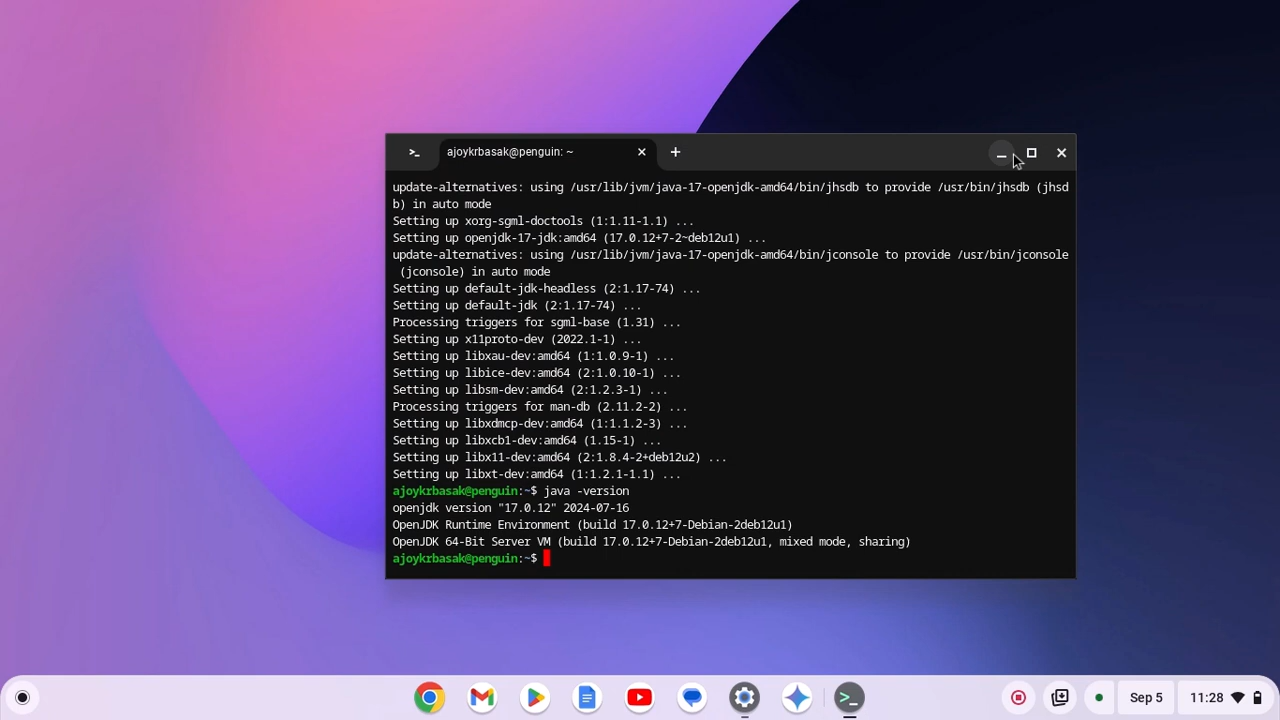 ajoykrbasak@penguin: ~
update-alternatives: using /usr/lib/jvm/java-17-openjdk-amd64/bin/jhsdb to provide /usr/bin/jhsdb (jhsd
b) in auto mode
Setting up xorg-sgml-doctools (1:1.11-1.1) ...
Setting up openjdk-17-jdk:amd64 (17.0.12+7-2~deb12u1) ...
update-alternatives: using /usr/lib/jvm/java-17-openjdk-amd64/bin/jconsole to provide /usr/bin/jconsole
(jconsole) in auto mode
Setting up default-jdk-headless (2:1.17-74) ...
Setting up default-jdk (2:1.17-74) ...
Processing triggers for sgml-base (1.31) ...
Setting up x11proto-dev (2022.1-1) ...
Setting up libxau-dev:amd64 (1:1.0.9-1) ...
Setting up libice-dev:amd64 (2:1.0.10-1) ...
Setting up libsm-dev:amd64 (2:1.2.3-1) ...
Processing triggers for man-db (2.11.2-2) ...
Setting up libxdmcp-dev:amd64 (1:1.1.2-3) ...
Setting up libxcb1-dev:amd64 (1.15-1) ...
Setting up libx11-dev:amd64 (2:1.8.4-2+deb12u2) ...
Setting up libxt-dev:amd64 (1:1.2.1-1.1) ...
ajoykrbasak@penguin:~$ java -version
openjdk version "17.0.12" 2024-07-16
OpenJDK Runtime Environment (build 17.0.12+7-Debian-2deb12u1)
OpenJDK 64-Bit Server VM (build 17.0.12+7-Debian-2deb12u1, mixed mode, sharing)
ajoykrbasak@penguin:~$
Sep 5
11:28